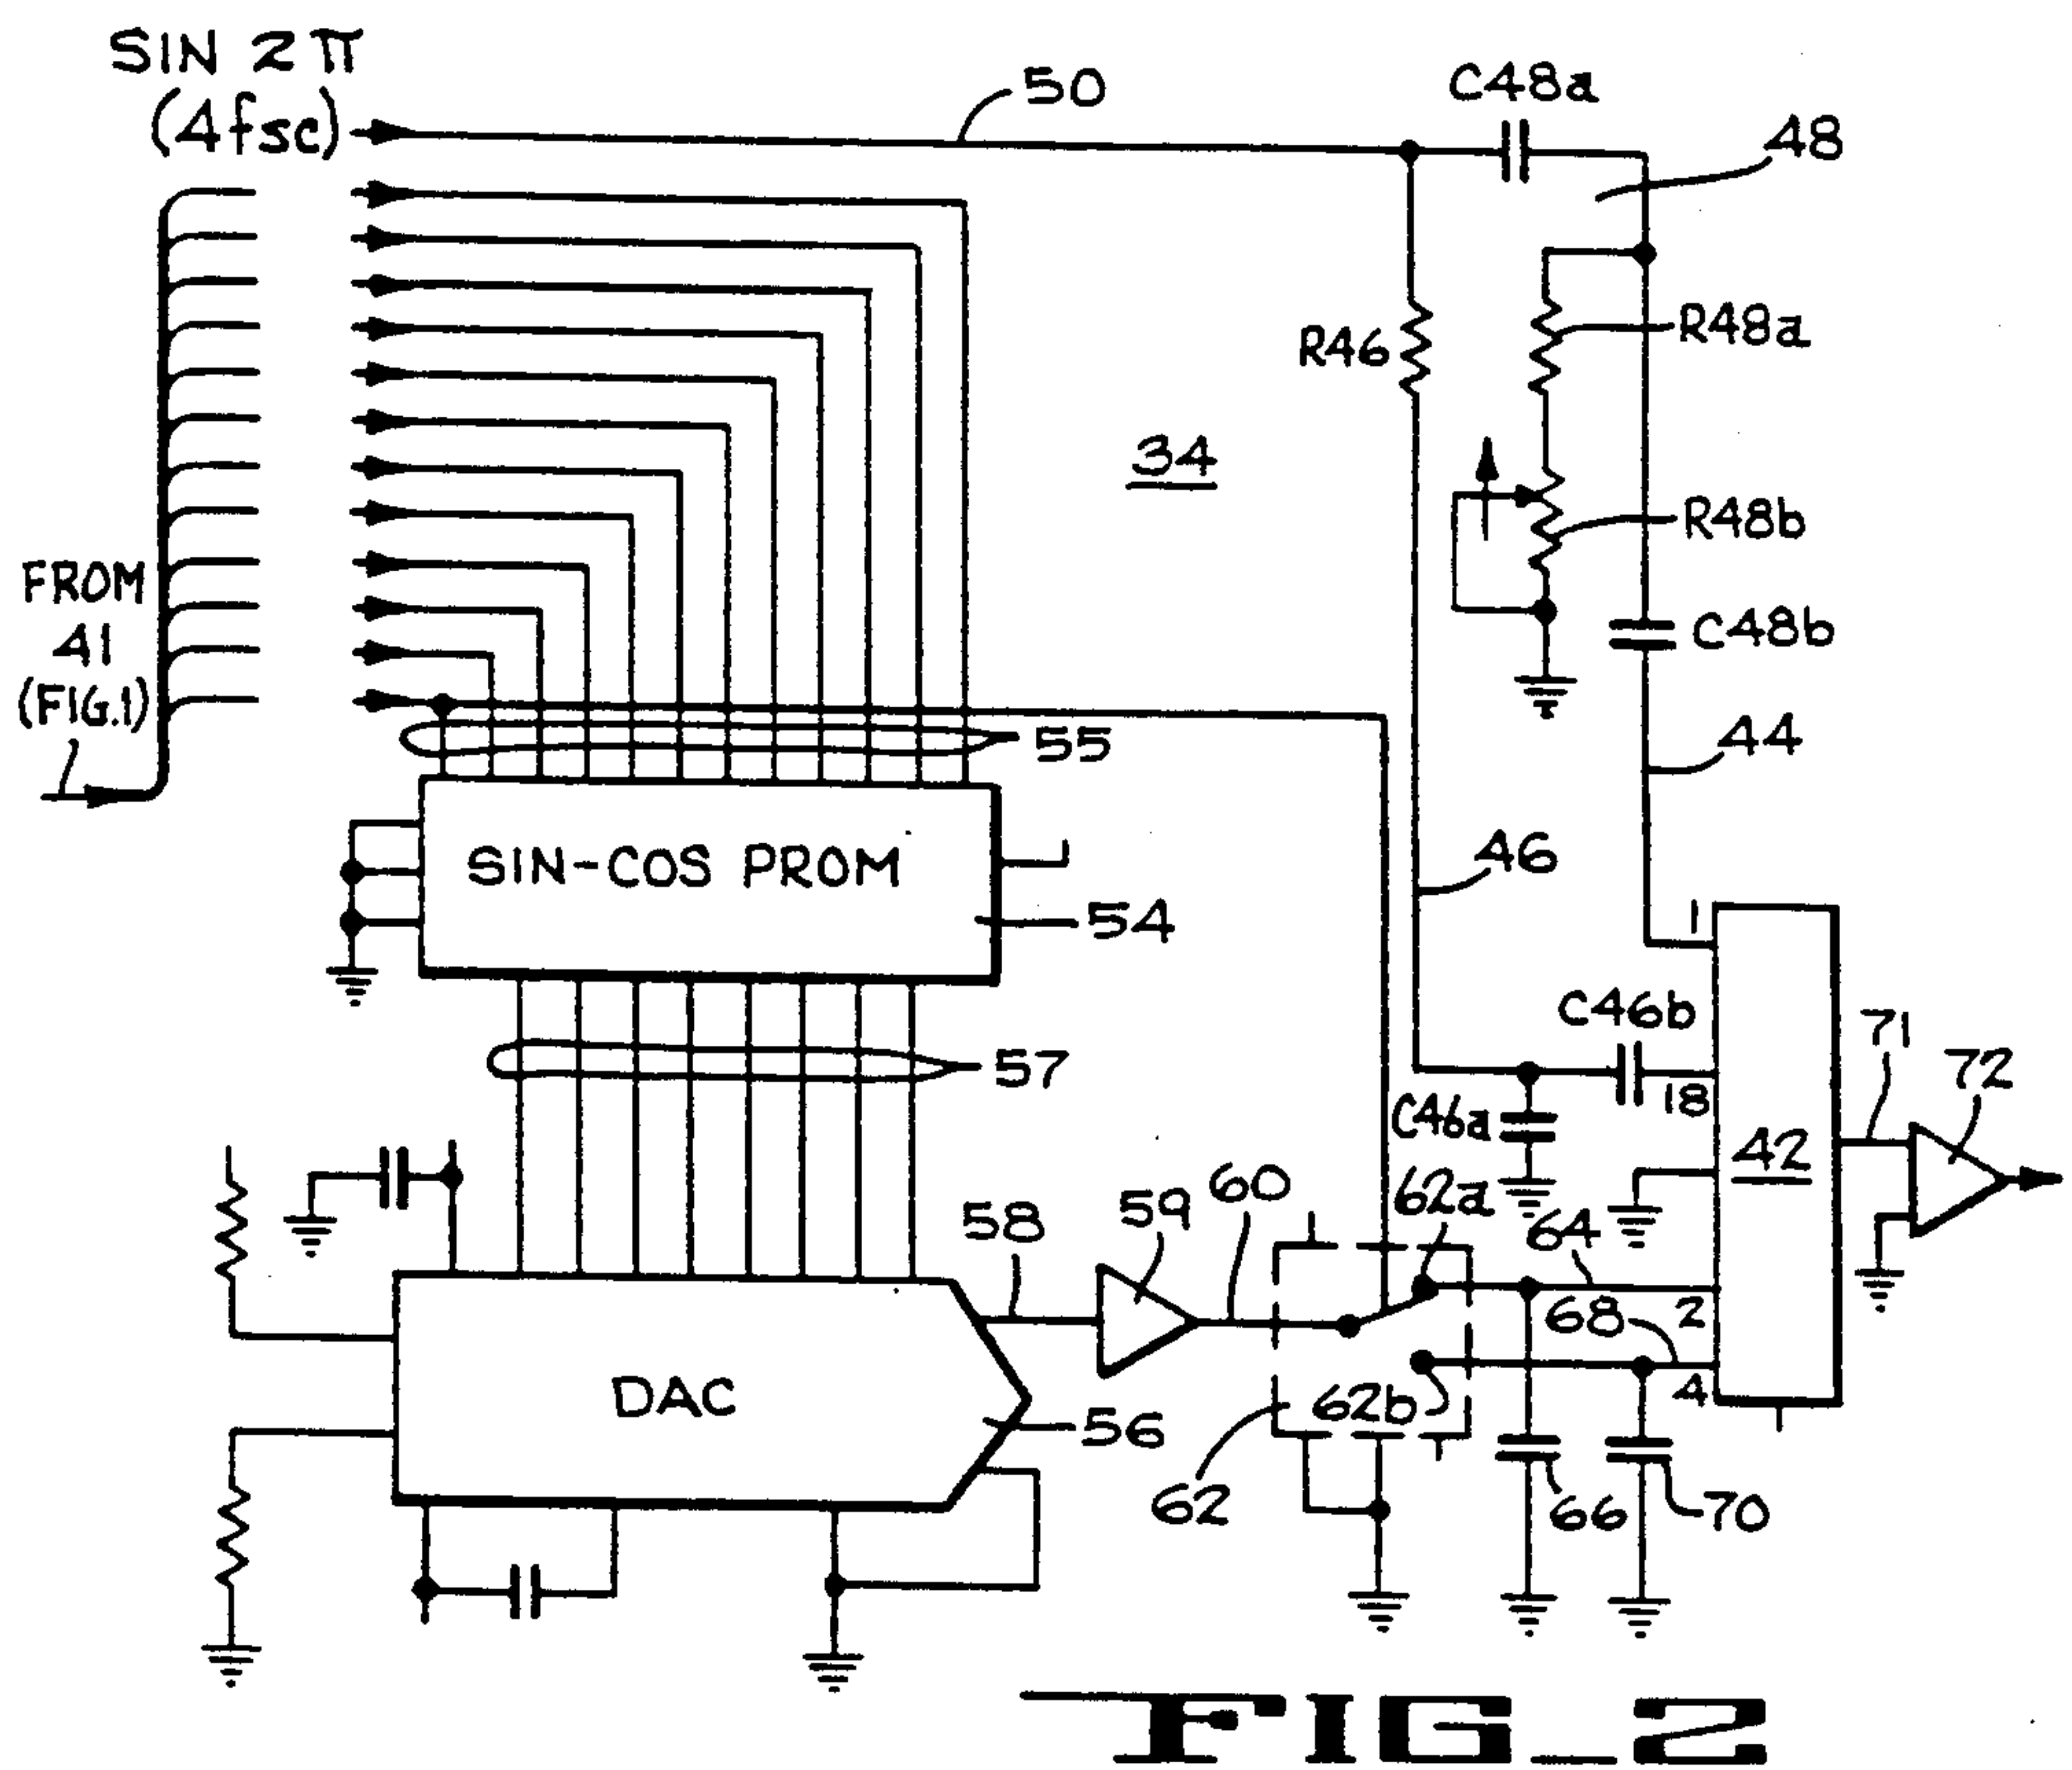 SIN 2π
(4fsc)
50
C48a
48
R46
R48a
34
R48b
FROM
41
(FIG.1)
C48b
55
44
SIN-COS PROM
46
54
1
C46b
71
57
18
72
C46a
42
58
59
60
62a
64
2
68
DAC
62b
4
56
62
66
70
FIG_2